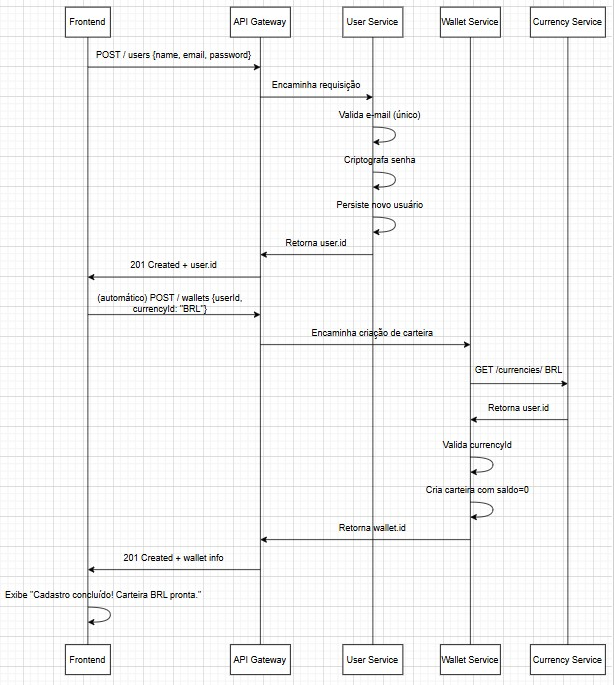 Frontend
API Gateway
User Service
Wallet Service
Currency Service
POST / users {name, email, password}
Encaminha requisição
Valida e-mail (único)
Criptografa senha
Persiste novo usuário
Retorna user.id
201 Created + user.id
(automático) POST / wallets {userId,
currencyId: "BRL"}
Encaminha criação de carteira
GET /currencies/ BRL
Retorna user.id
Valida currencyId
Cria carteira com saldo=0
Retorna wallet.id
201 Created + wallet info
Exibe "Cadastro concluído! Carteira BRL pronta."
Frontend
API Gateway
User Service
Wallet Service
Currency Service